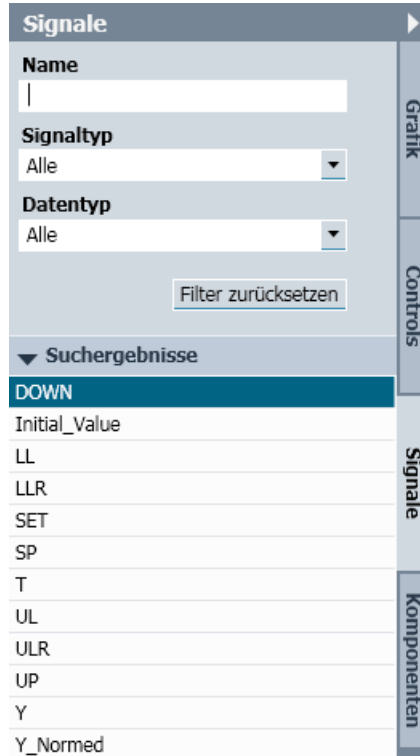 Signale
Name
Signaltyp
Alle
Datentyp
Alle
Filter zurücksetzen
Suchergebnisse
DOWN
Initial_Value
LL
LLR
SET
SP
T
UL
ULR
UP
Y
Y_Normed
Grafik
Controls
Signale
Komponenten